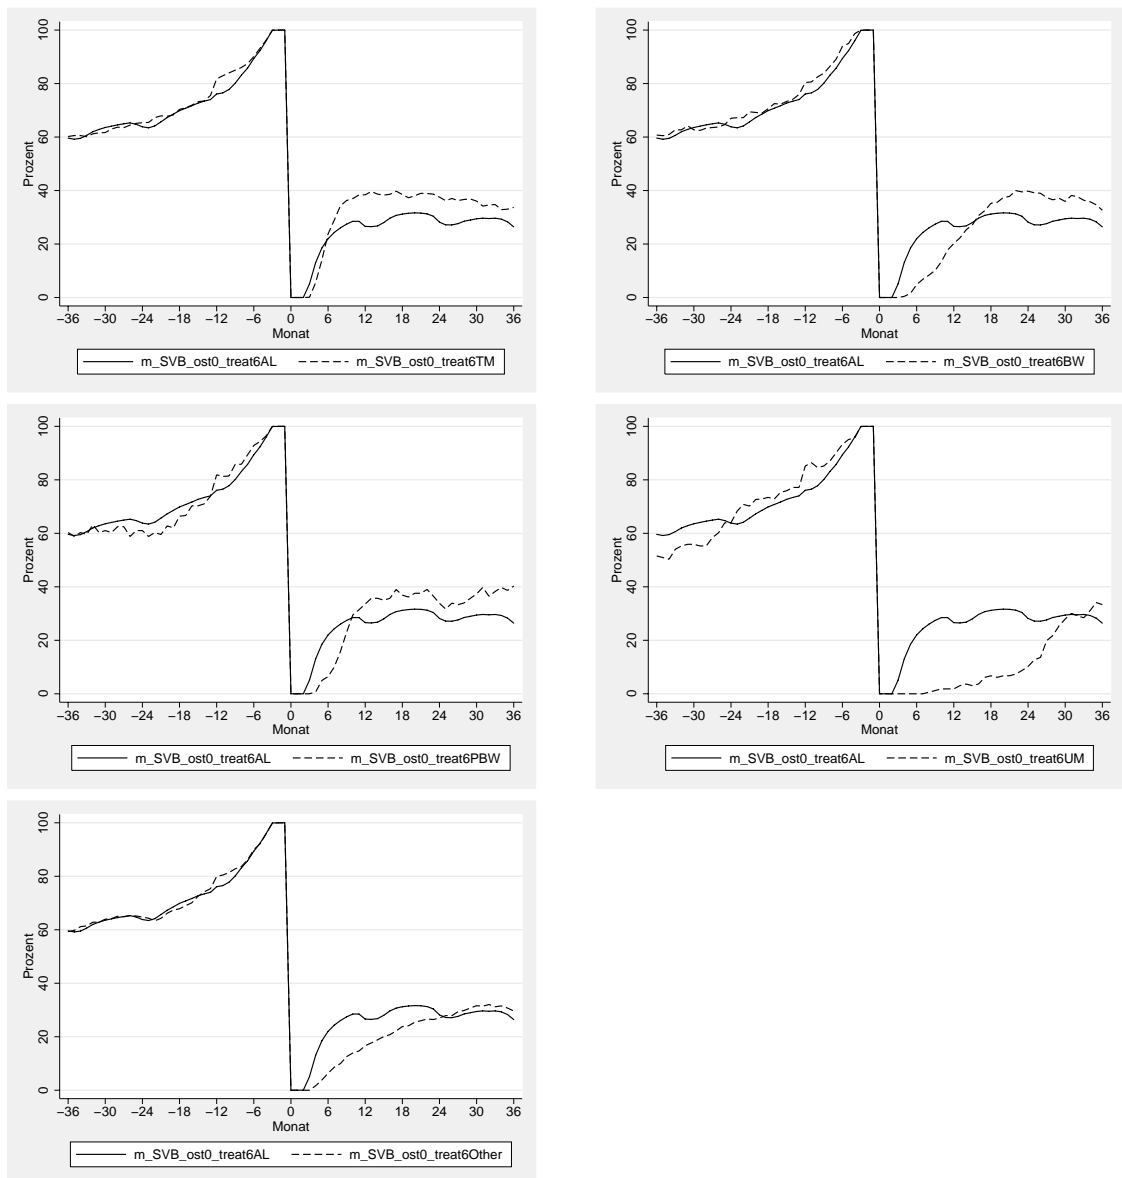 100
80
60
40
20
0
Prozent
−36 −30 −24 −18 −12 −6 0 6 12 18 24 30 36
Monat
m_SVB_ost0_treat6AL m_SVB_ost0_treat6TM
100
80
60
40
20
0
Prozent
−36 −30 −24 −18 −12 −6 0 6 12 18 24 30 36
Monat
m_SVB_ost0_treat6AL m_SVB_ost0_treat6BW
100
80
60
40
20
0
Prozent
−36 −30 −24 −18 −12 −6 0 6 12 18 24 30 36
Monat
m_SVB_ost0_treat6AL m_SVB_ost0_treat6PBW
100
80
60
40
20
0
Prozent
−36 −30 −24 −18 −12 −6 0 6 12 18 24 30 36
Monat
m_SVB_ost0_treat6AL m_SVB_ost0_treat6UM
100
80
60
40
20
0
Prozent
−36 −30 −24 −18 −12 −6 0 6 12 18 24 30 36
Monat
m_SVB_ost0_treat6AL m_SVB_ost0_treat6Other